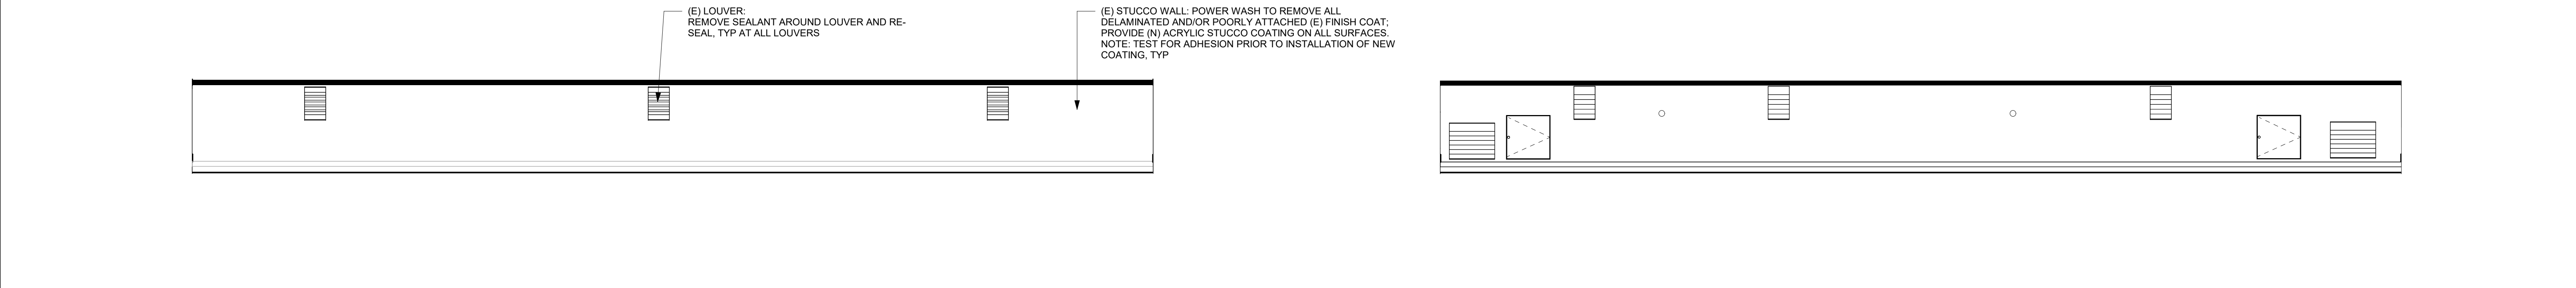 (E) LOUVER:
REMOVE SEALANT AROUND LOUVER AND RE-
SEAL, TYP AT ALL LOUVERS
(E) STUCCO WALL: POWER WASH TO REMOVE ALL
DELAMINATED AND/OR POORLY ATTACHED (E) FINISH COAT;
PROVIDE (N) ACRYLIC STUCCO COATING ON ALL SURFACES.
NOTE: TEST FOR ADHESION PRIOR TO INSTALLATION OF NEW
COATING, TYP